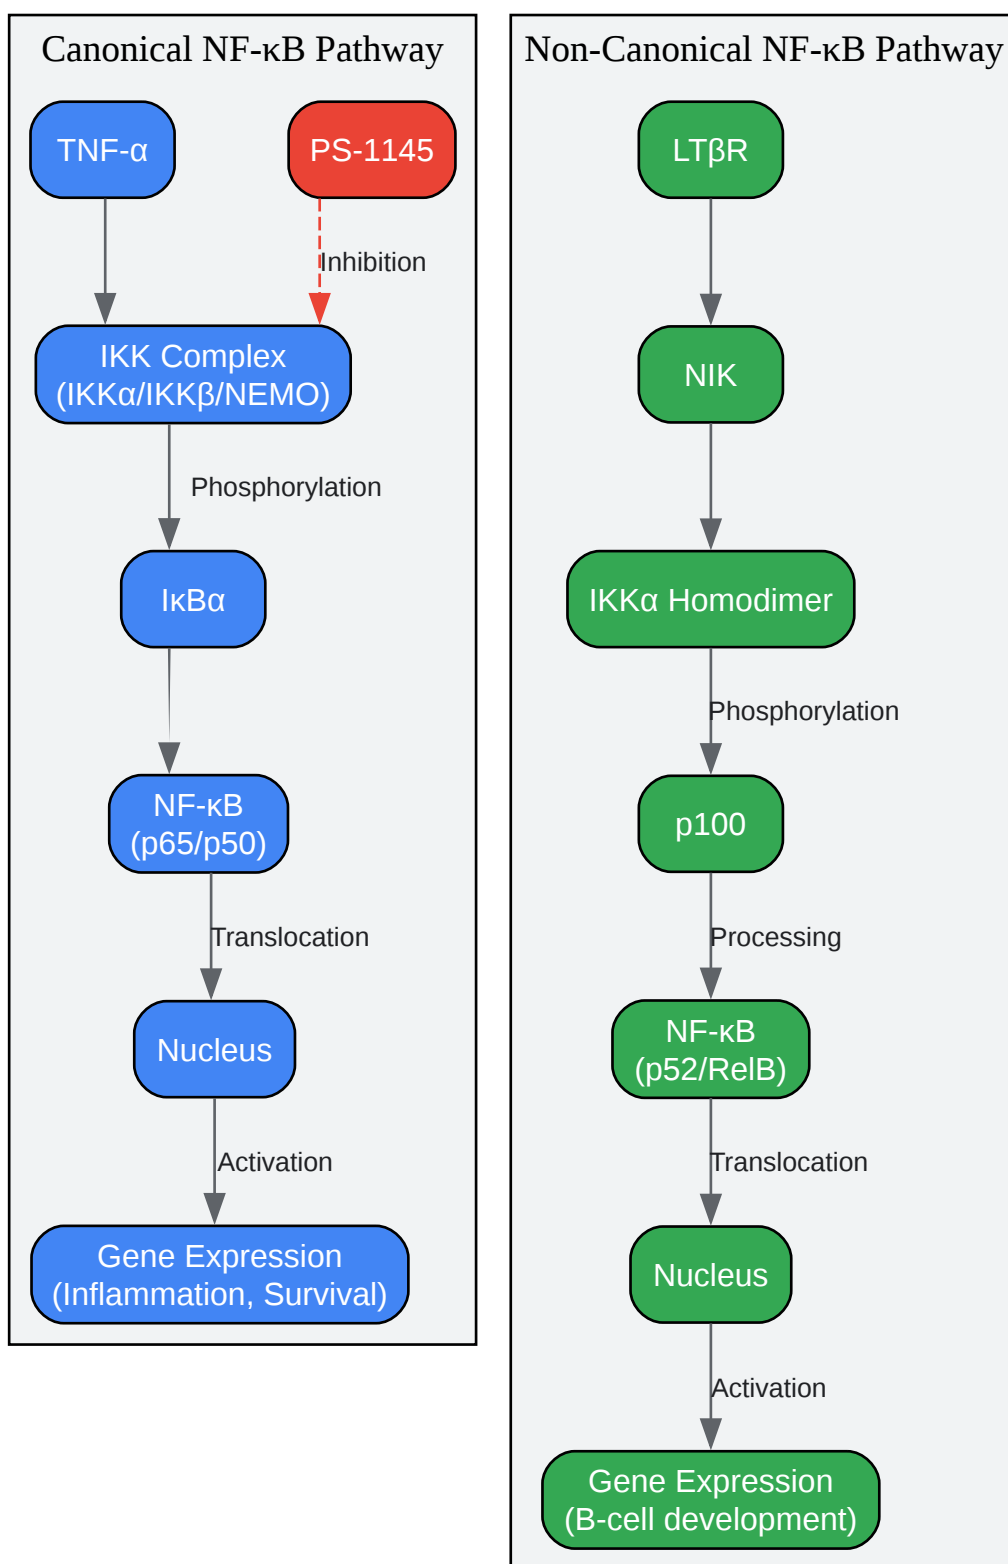 Canonical NF-κB Pathway
TNF-α
PS-1145
Inhibition
IKK Complex
(IKKα/IKKβ/NEMO)
Phosphorylation
IκBα
NF-κB
(p65/p50)
Translocation
Nucleus
Activation
Gene Expression
(Inflammation, Survival)
Non-Canonical NF-κB Pathway
LTβR
NIK
IKKα Homodimer
Phosphorylation
p100
Processing
NF-κB
(p52/RelB)
Translocation
Nucleus
Activation
Gene Expression
(B-cell development)